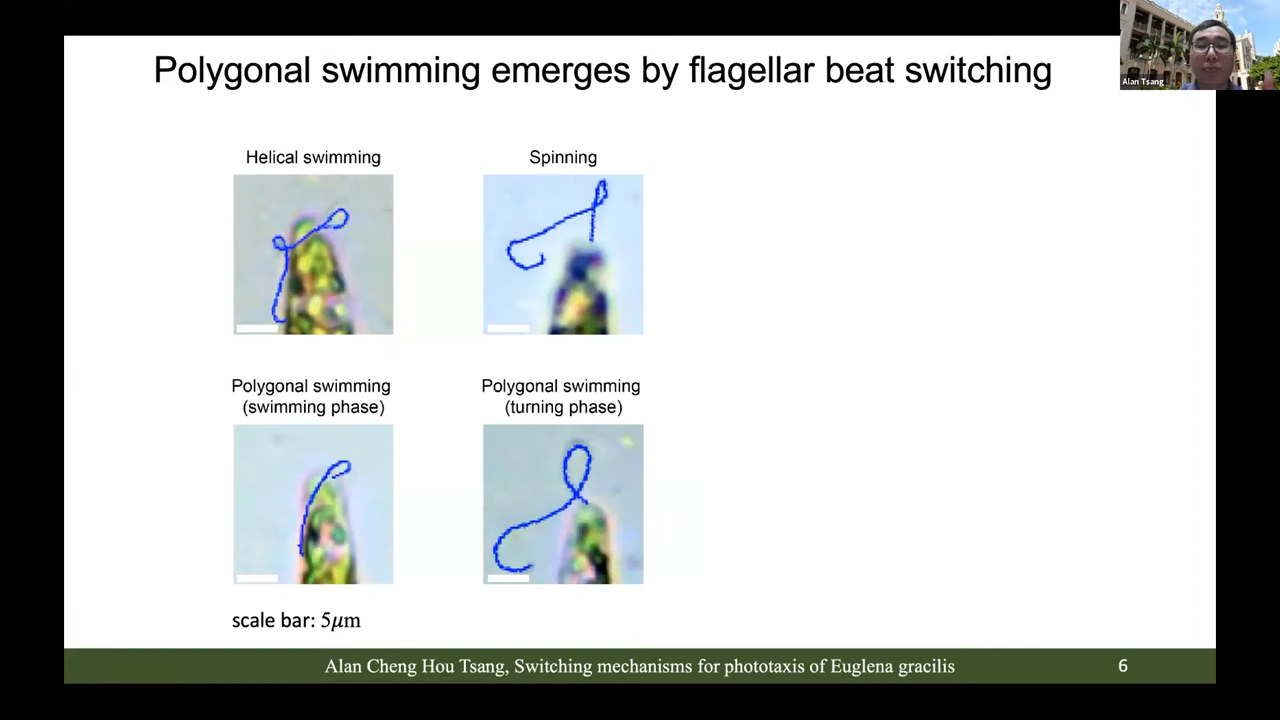 Polygonal swimming emerges by flagellar beat switching
Alan Tsang
Helical swimming
Spinning
Polygonal swimming
(swimming phase)
Polygonal swimming
(turning phase)
scale bar: 5μm
Alan Cheng Hou Tsang, Switching mechanisms for phototaxis of Euglena gracilis
6